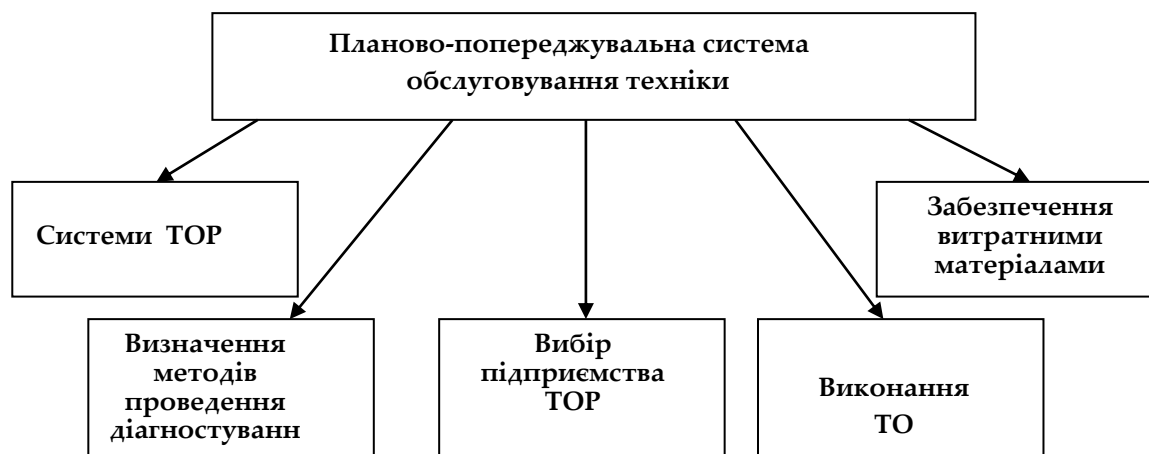 Планово-попереджувальна система
обслуговування техніки
Системи ТОР
Забезпечення
витратними
матеріалами
Визначення
методів
проведення
діагностуванн
Вибір
підприємства
ТОР
Виконання
ТО